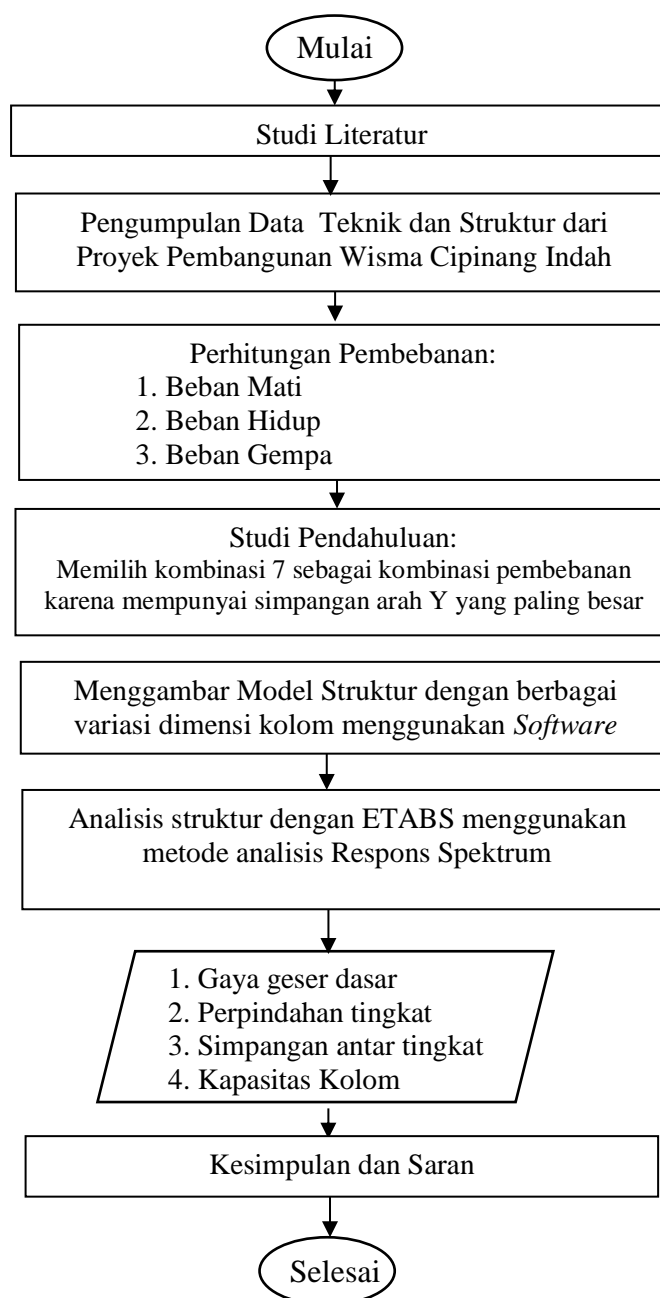 Mulai
Studi Literatur
Pengumpulan Data Teknik dan Struktur dari
Proyek Pembangunan Wisma Cipinang Indah
Perhitungan Pembebanan:
1. Beban Mati
2. Beban Hidup
3. Beban Gempa
Studi Pendahuluan:
Memilih kombinasi 7 sebagai kombinasi pembebanan
karena mempunyai simpangan arah Y yang paling besar
Menggambar Model Struktur dengan berbagai
variasi dimensi kolom menggunakan Software
Analisis struktur dengan ETABS menggunakan
metode analisis Respons Spektrum
1. Gaya geser dasar
2. Perpindahan tingkat
3. Simpangan antar tingkat
4. Kapasitas Kolom
Kesimpulan dan Saran
Selesai